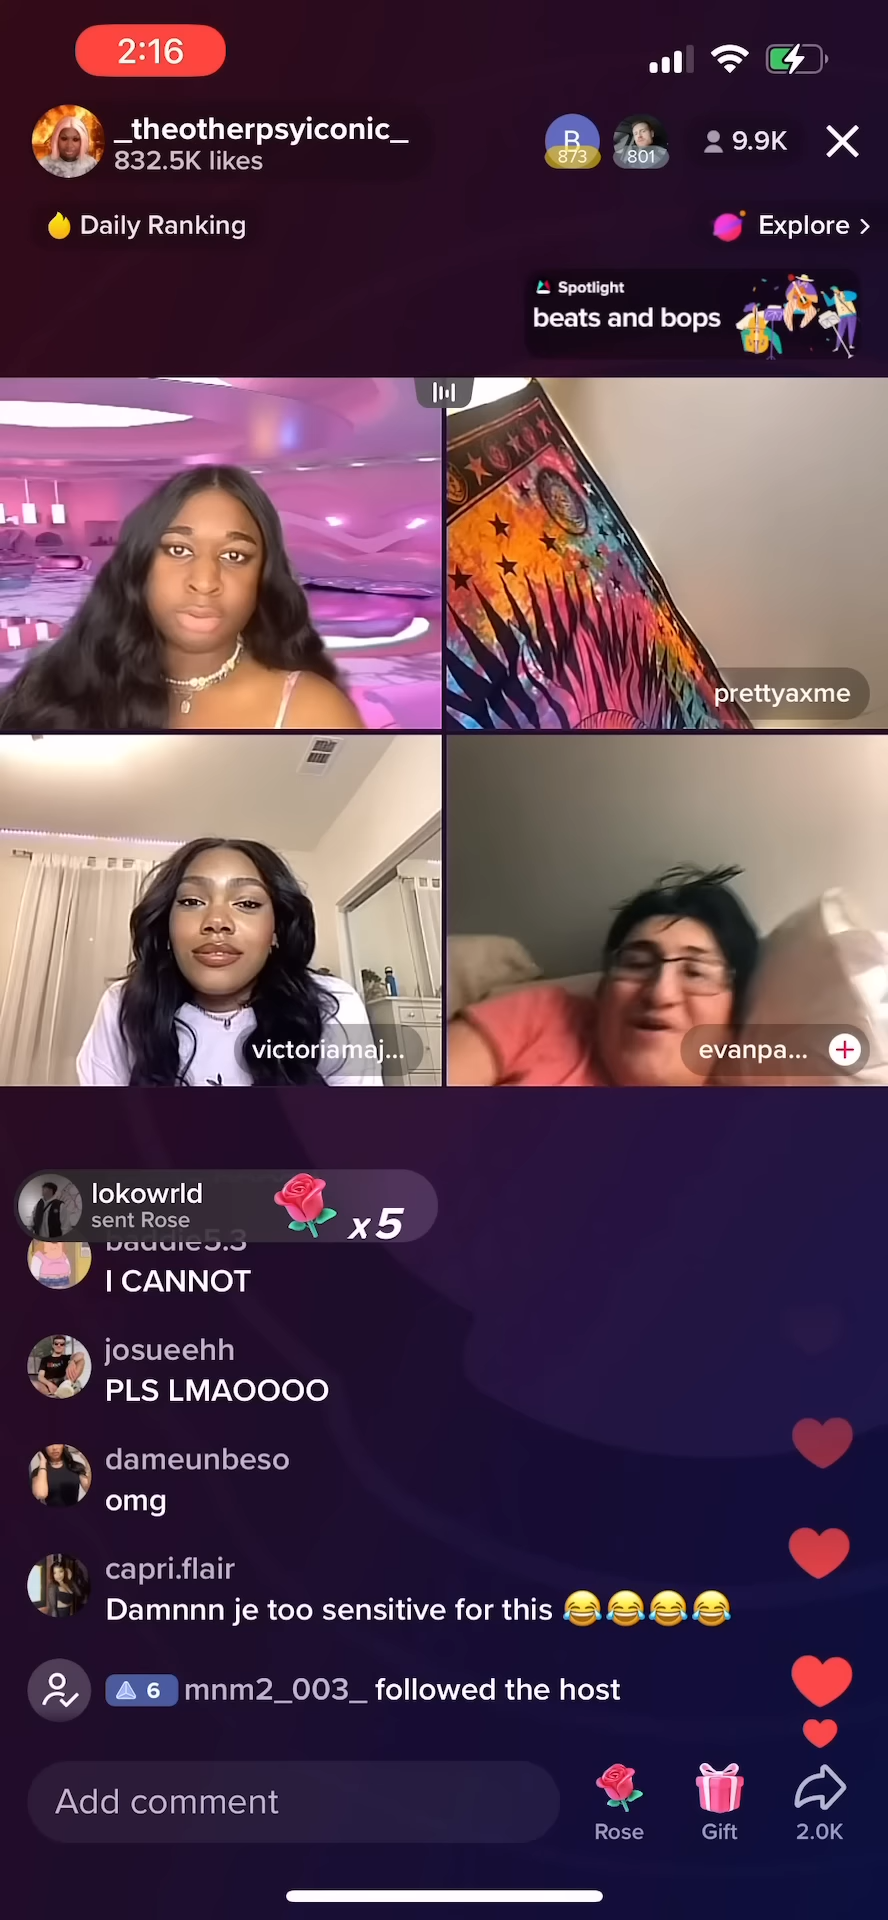 2:16
_theotherpsyiconic_
832.5K likes
B
873
801
9.9K
Daily Ranking
Explore >
Spotlight
beats and bops
prettyaxme
victoriamaj...
evanpa...
lokowrld
sent Rose
x5
baddie5.3
I CANNOT
josueehh
PLS LMAOOOO
dameunbeso
omg
capri.flair
Damnnn je too sensitive for this 😂😂😂😂
6 mnm2_003_ followed the host
Add comment
Rose
Gift
2.0K